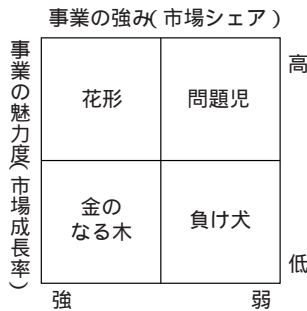 事業の強み(市場シェア)
事業の魅力度(市場成長率)
高
花形
問題児
金の
なる木
負け犬
低
強
弱